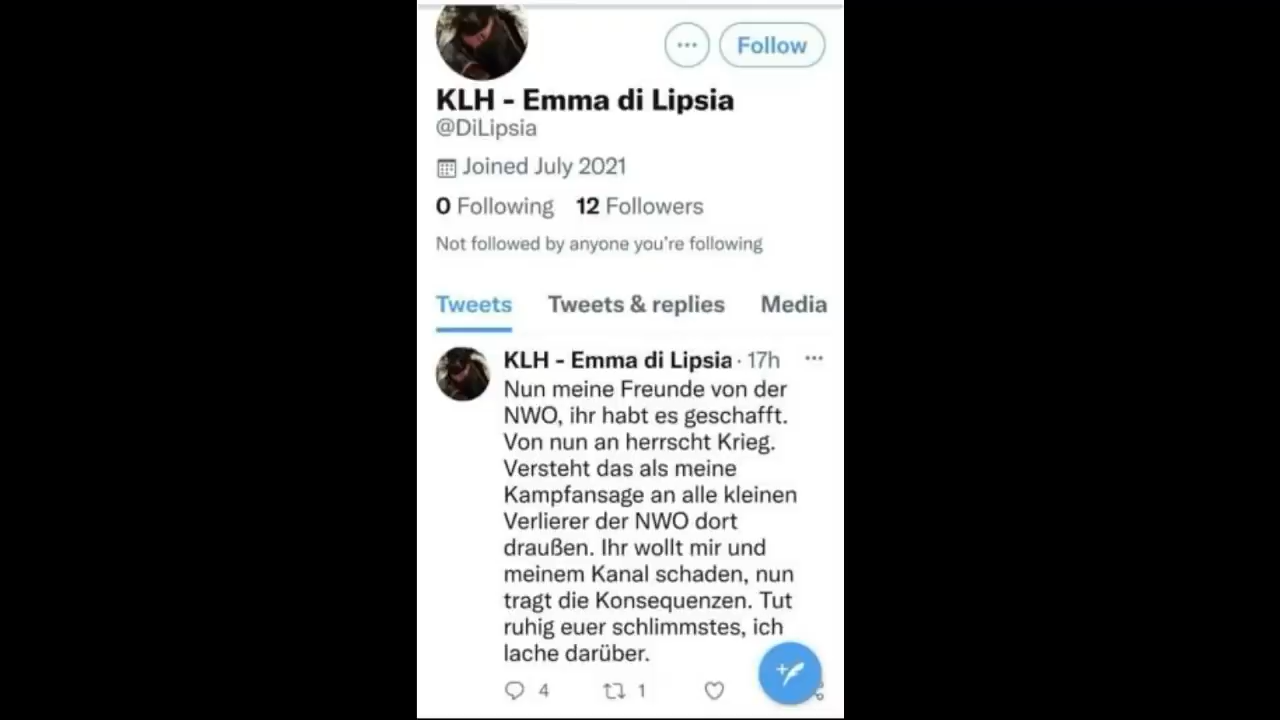 Follow
KLH - Emma di Lipsia
@DiLipsia
Joined July 2021
0 Following 12 Followers
Not followed by anyone you're following
Tweets Tweets & replies Media
KLH - Emma di Lipsia · 17h
Nun meine Freunde von der
NWO, ihr habt es geschafft.
Von nun an herrscht Krieg.
Versteht das als meine
Kampfansage an alle kleinen
Verlierer der NWO dort
draußen. Ihr wollt mir und
meinem Kanal schaden, nun
tragt die Konsequenzen. Tut
ruhig euer schlimmstes, ich
lache darüber.
4 1